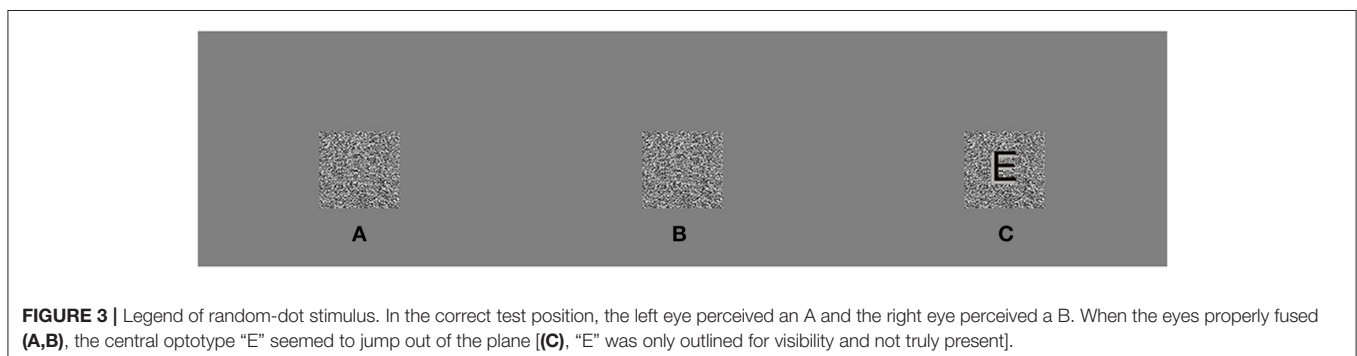 E
A B C
FIGURE 3 | Legend of random-dot stimulus. In the correct test position, the left eye perceived an A and the right eye perceived a B. When the eyes properly fused
(A,B), the central optotype “E” seemed to jump out of the plane [(C), “E” was only outlined for visibility and not truly present].